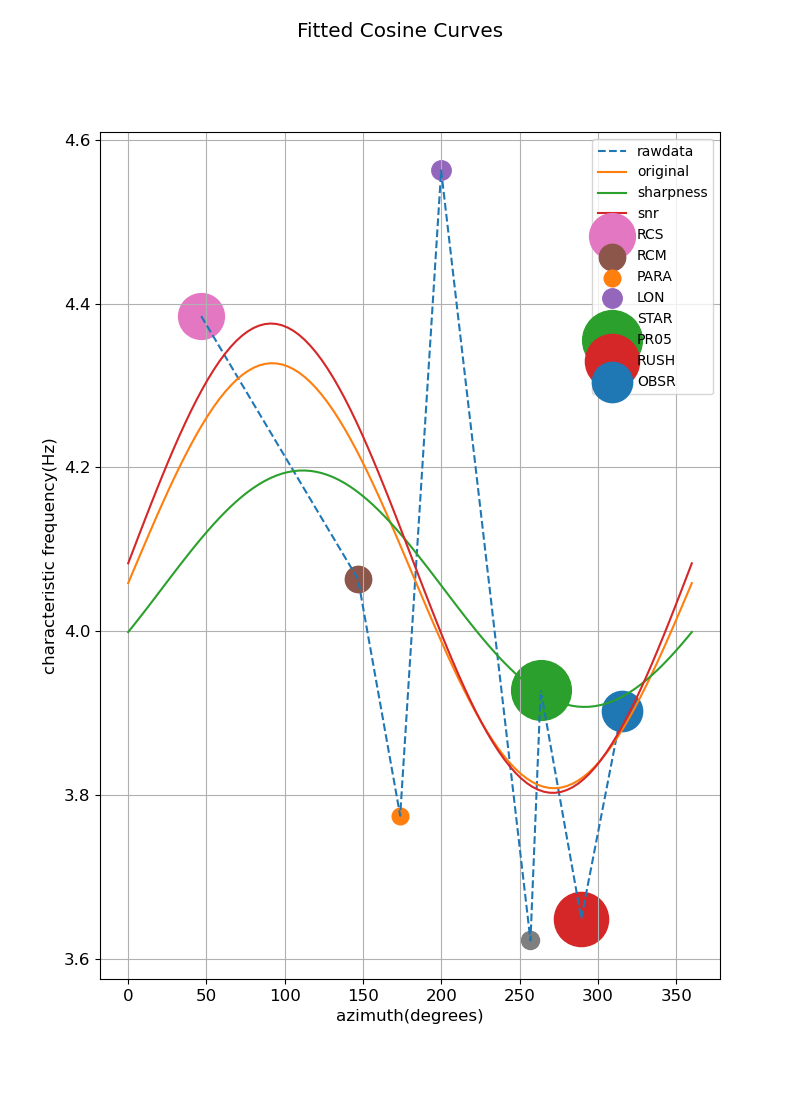 Fitted Cosine Curves
4.6
4.4
4.2
4.0
3.8
3.6
characteristic frequency(Hz)
rawdata
original
sharpness
snr
RCS
RCM
PARA
LON
STAR
PR05
RUSH
OBSR
0 50 100 150 200 250 300 350
azimuth(degrees)